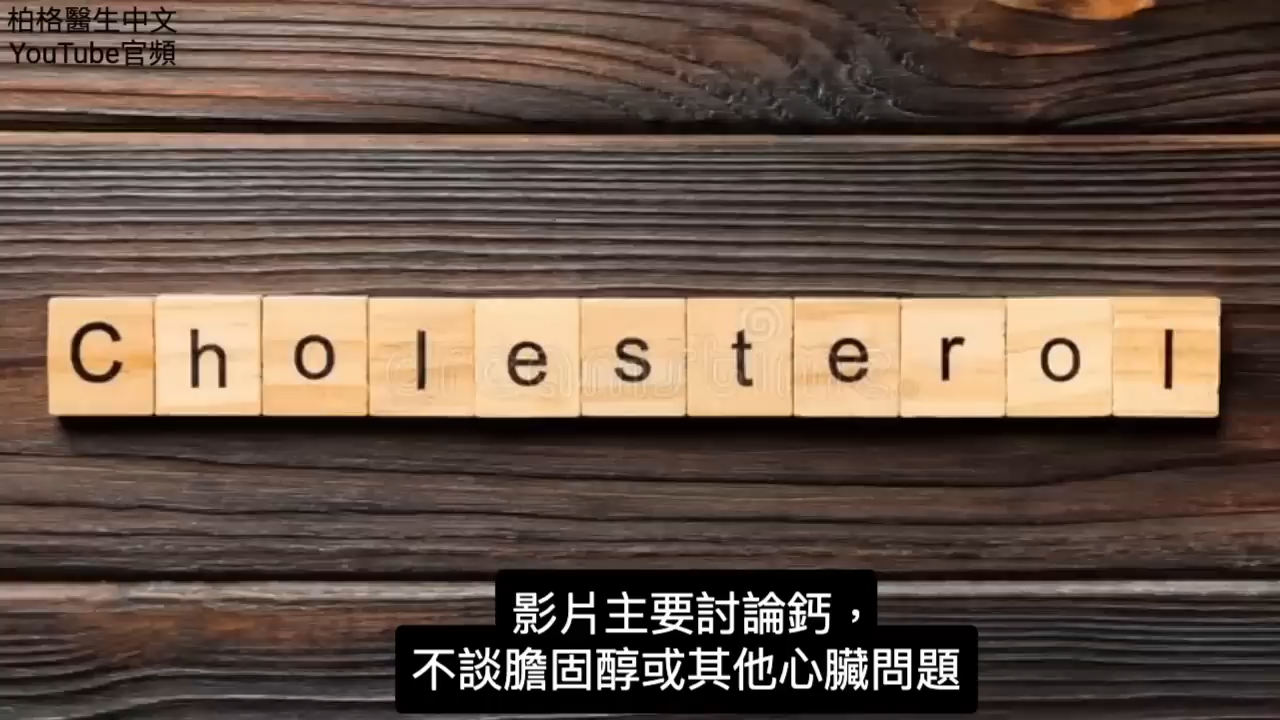 柏格醫生中文
YouTube官頻
Cholesterol
dreamstime
影片主要討論鈣，
不談膽固醇或其他心臟問題